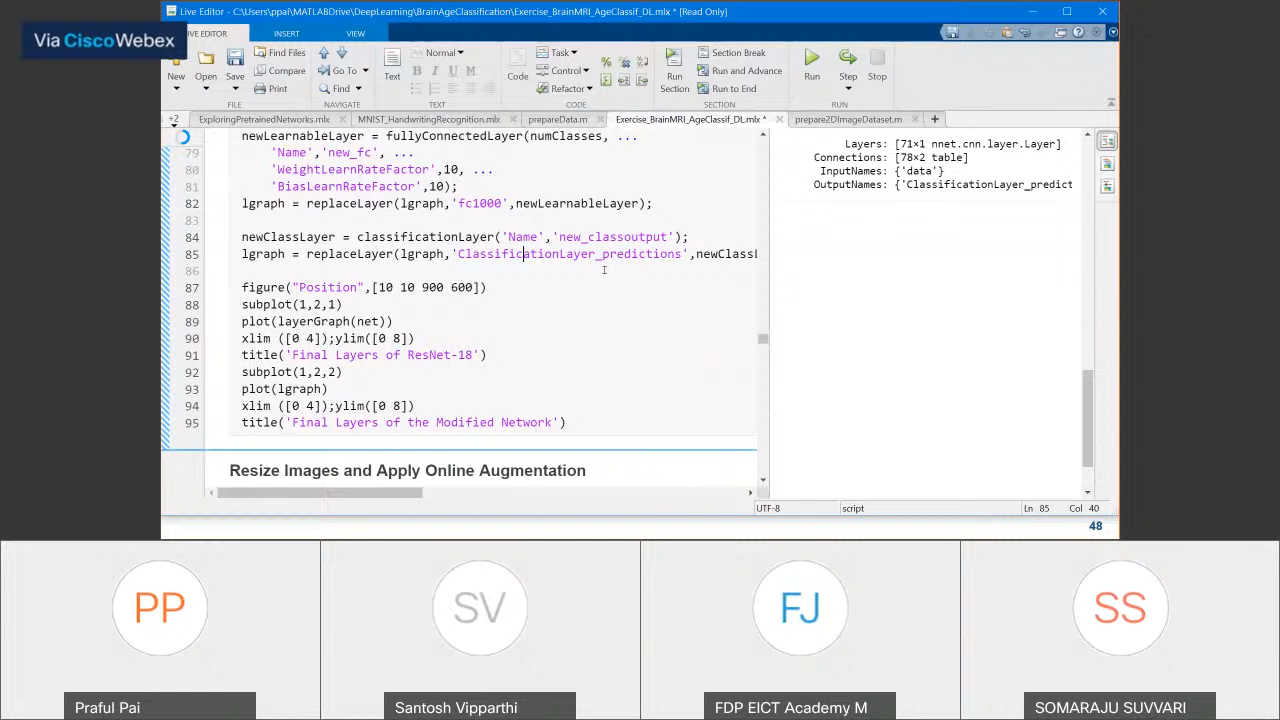 Live Editor - C:\Users\ppai\MATLABDrive\DeepLearning\BrainAgeClassification\Exercise_BrainMRI_AgeClassif_DL.mlx * [Read Only]
Via Cisco Webex
IVE EDITOR INSERT VIEW
New Open Save Find Files Compare Print Go To Find Text Normal B I U M Code Task Control Refactor Run Section Section Break Run and Advance Run to End Run Step Stop
FILE NAVIGATE TEXT CODE SECTION RUN
+2 ExploringPretrainedNetworks.mlx MNIST_HandwritingRecognition.mlx prepareData Exercise_BrainMRI_AgeClassif_DL.mlx * prepare2DImageDataset.m
newLearnableLayer = fullyConnectedLayer(numClasses, ...
79 'Name','new_fc', ...
80 'WeightLearnRateFactor',10, ...
81 'BiasLearnRateFactor',10);
82 lgraph = replaceLayer(lgraph,'fc1000',newLearnableLayer);
83
84 newClassLayer = classificationLayer('Name','new_classoutput');
85 lgraph = replaceLayer(lgraph,'ClassificationLayer_predictions',newClassL
86
87 figure("Position",[10 10 900 600])
88 subplot(1,2,1)
89 plot(layerGraph(net))
90 xlim ([0 4]);ylim([0 8])
91 title('Final Layers of ResNet-18')
92 subplot(1,2,2)
93 plot(lgraph)
94 xlim ([0 4]);ylim([0 8])
95 title('Final Layers of the Modified Network')
Resize Images and Apply Online Augmentation
Layers: [71×1 nnet.cnn.layer.Layer]
Connections: [78×2 table]
InputNames: {'data'}
OutputNames: {'ClassificationLayer_predict
UTF-8 script Ln 85 Col 40
48
PP
SV
FJ
SS
Praful Pai
Santosh Vipparthi
FDP EICT Academy M
SOMARAJU SUVVARI